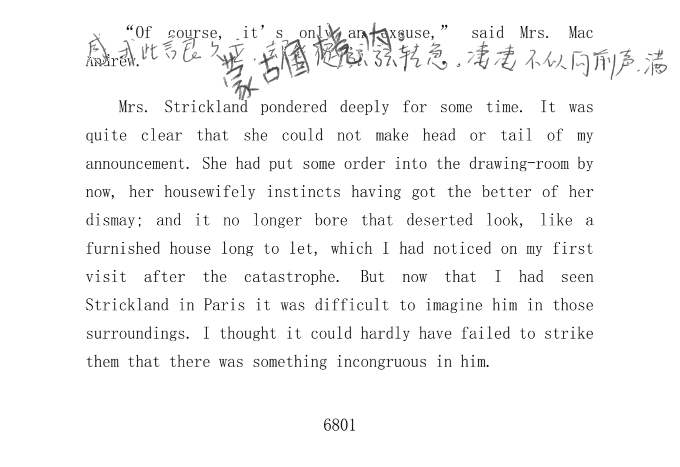 “Of course, it’s only an excuse,” said Mrs. Mac
感我此言良久 弦转急。凄凄不似向前声.满
蒙古国境内
Andrew.
Mrs. Strickland pondered deeply for some time. It was
quite clear that she could not make head or tail of my
announcement. She had put some order into the drawing-room by
now, her housewifely instincts having got the better of her
dismay; and it no longer bore that deserted look, like a
furnished house long to let, which I had noticed on my first
visit after the catastrophe. But now that I had seen
Strickland in Paris it was difficult to imagine him in those
surroundings. I thought it could hardly have failed to strike
them that there was something incongruous in him.
6801